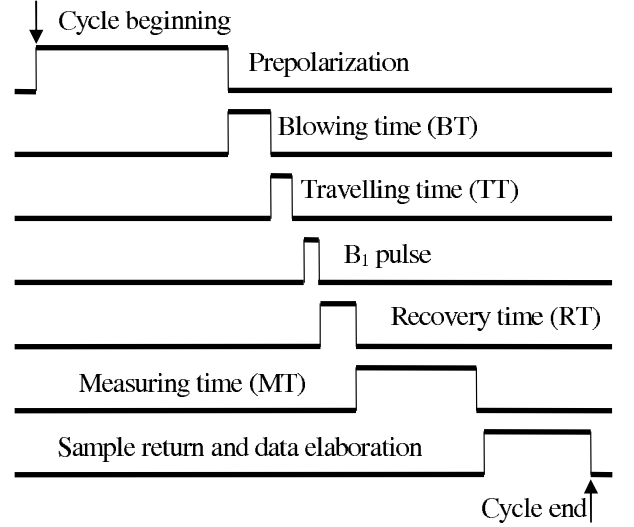 Cycle beginning
Prepolarization
Blowing time (BT)
Travelling time (TT)
B₁ pulse
Recovery time (RT)
Measuring time (MT)
Sample return and data elaboration
Cycle end